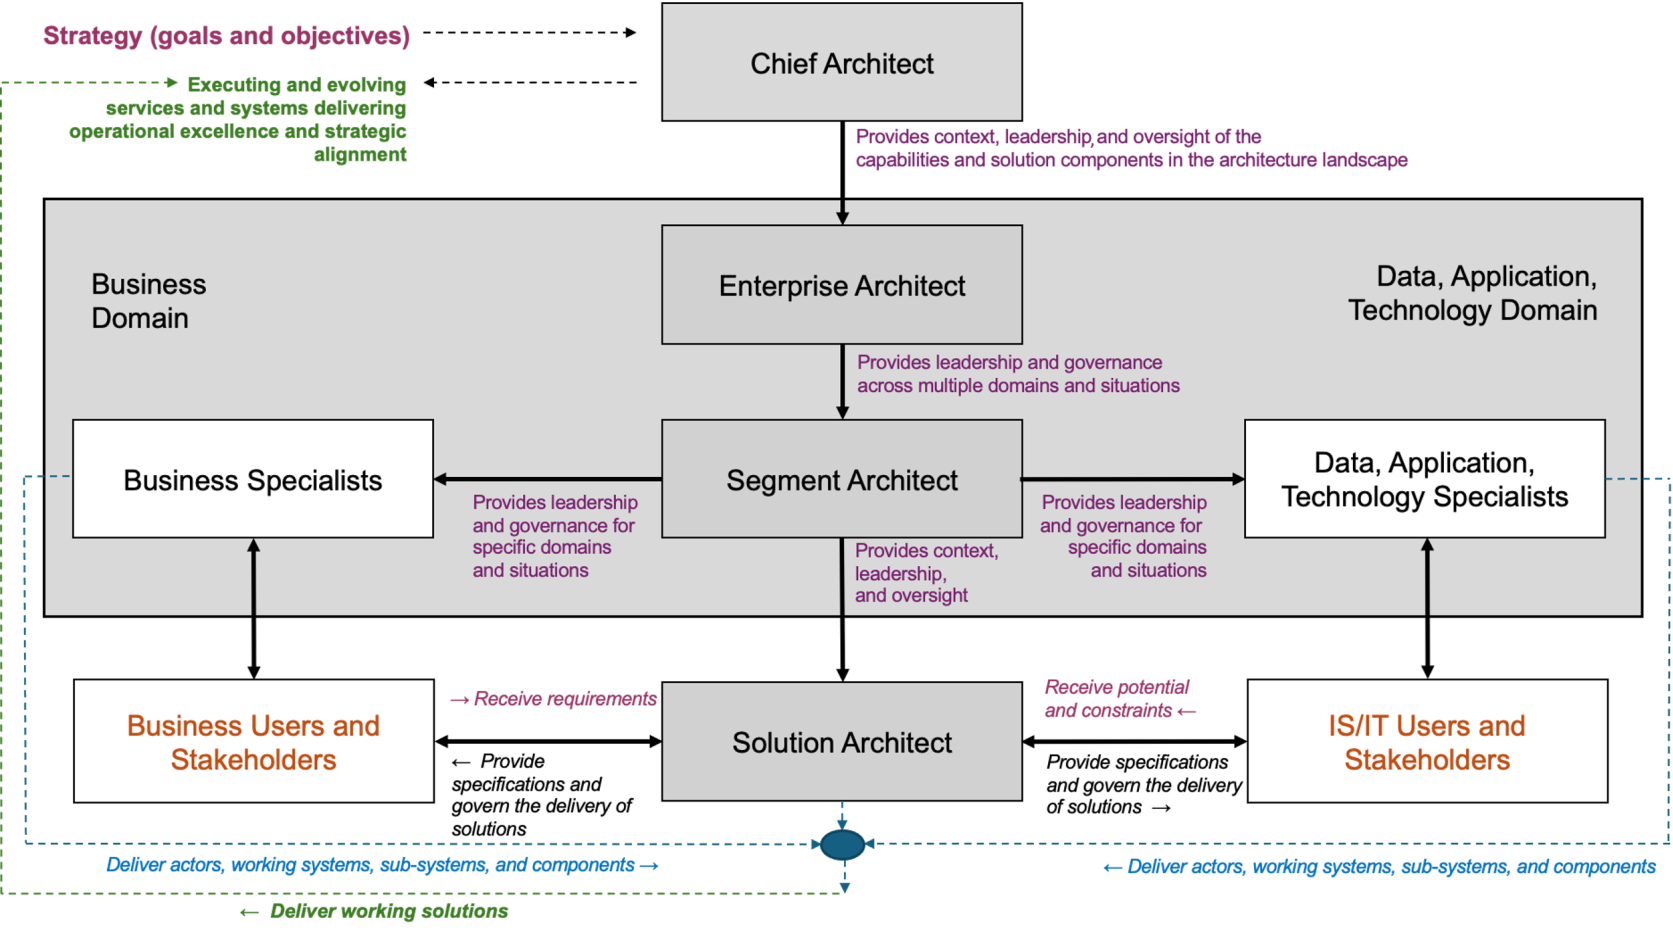 Strategy (goals and objectives)
Chief Architect
Executing and evolving
services and systems delivering
operational excellence and strategic
alignment
Provides context, leadership, and oversight of the
capabilities and solution components in the architecture landscape
Business
Domain
Enterprise Architect
Data, Application,
Technology Domain
Provides leadership and governance
across multiple domains and situations
Business Specialists
Segment Architect
Data, Application,
Technology Specialists
Provides leadership
and governance for
specific domains
and situations
Provides context,
leadership,
and oversight
Provides leadership
and governance for
specific domains
and situations
Business Users and
Stakeholders
→ Receive requirements
← Provide
specifications and
govern the delivery of
solutions
Solution Architect
Receive potential
and constraints ←
Provide specifications
and govern the delivery
of solutions →
IS/IT Users and
Stakeholders
Deliver actors, working systems, sub-systems, and components →
← Deliver actors, working systems, sub-systems, and components
← Deliver working solutions